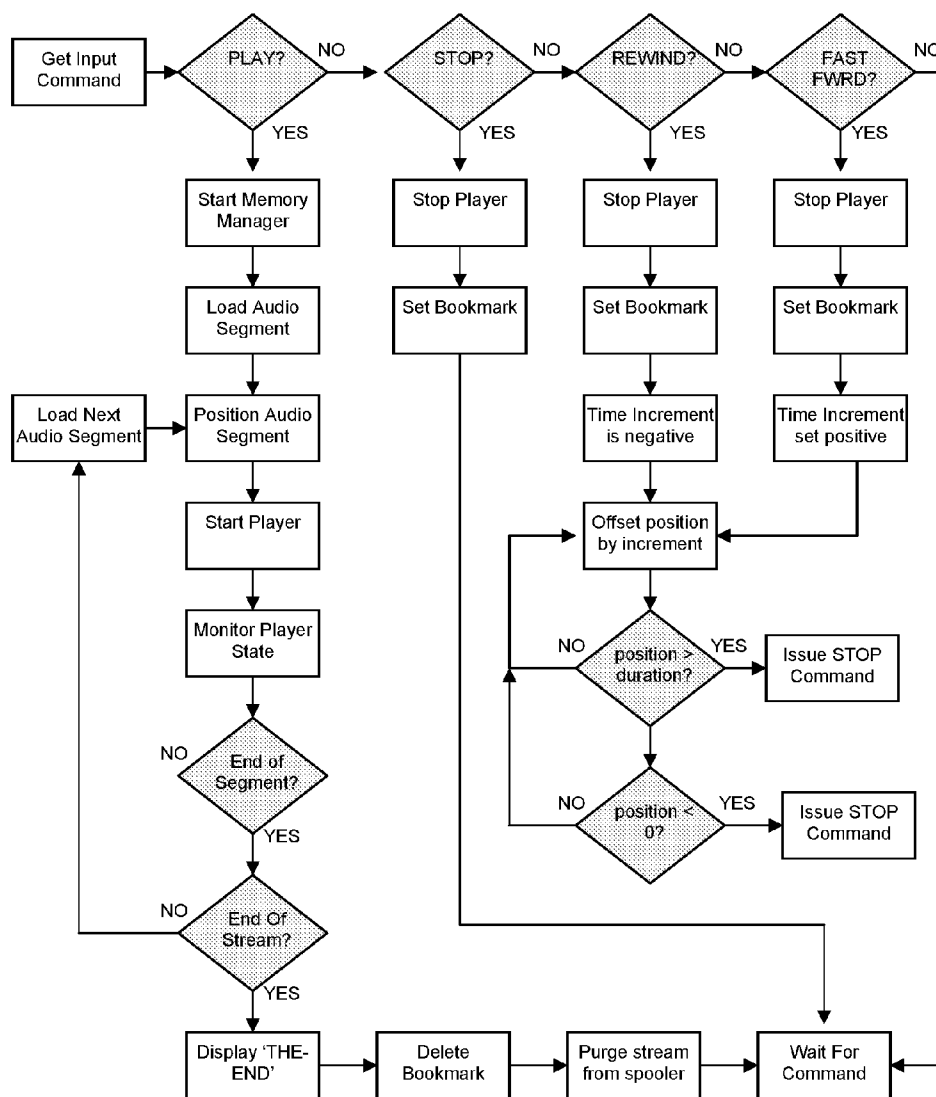 Get Input
Command
PLAY?
NO
STOP?
NO
REWIND?
NO
FAST
FWRD?
NO
YES
YES
YES
YES
Start Memory
Manager
Stop Player
Stop Player
Stop Player
Load Audio
Segment
Set Bookmark
Set Bookmark
Set Bookmark
Load Next
Audio Segment
Position Audio
Segment
Time Increment
is negative
Time Increment
set positive
Start Player
Offset position
by increment
Monitor Player
State
NO
position >
duration?
YES
Issue STOP
Command
NO
End of
Segment?
YES
NO
position <
0?
YES
Issue STOP
Command
NO
End Of
Stream?
YES
Display ‘THE-
END’
Delete
Bookmark
Purge stream
from spooler
Wait For
Command